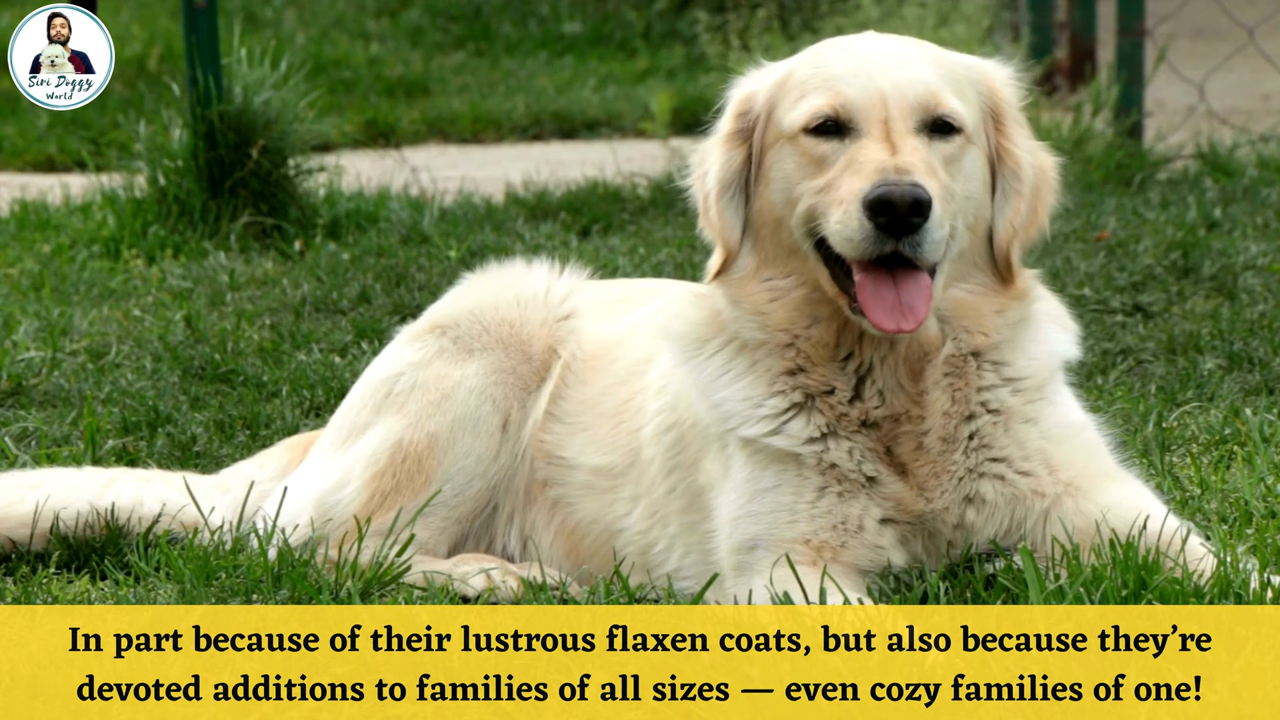 Siri Doggy
World
In part because of their lustrous flaxen coats, but also because they’re
devoted additions to families of all sizes — even cozy families of one!